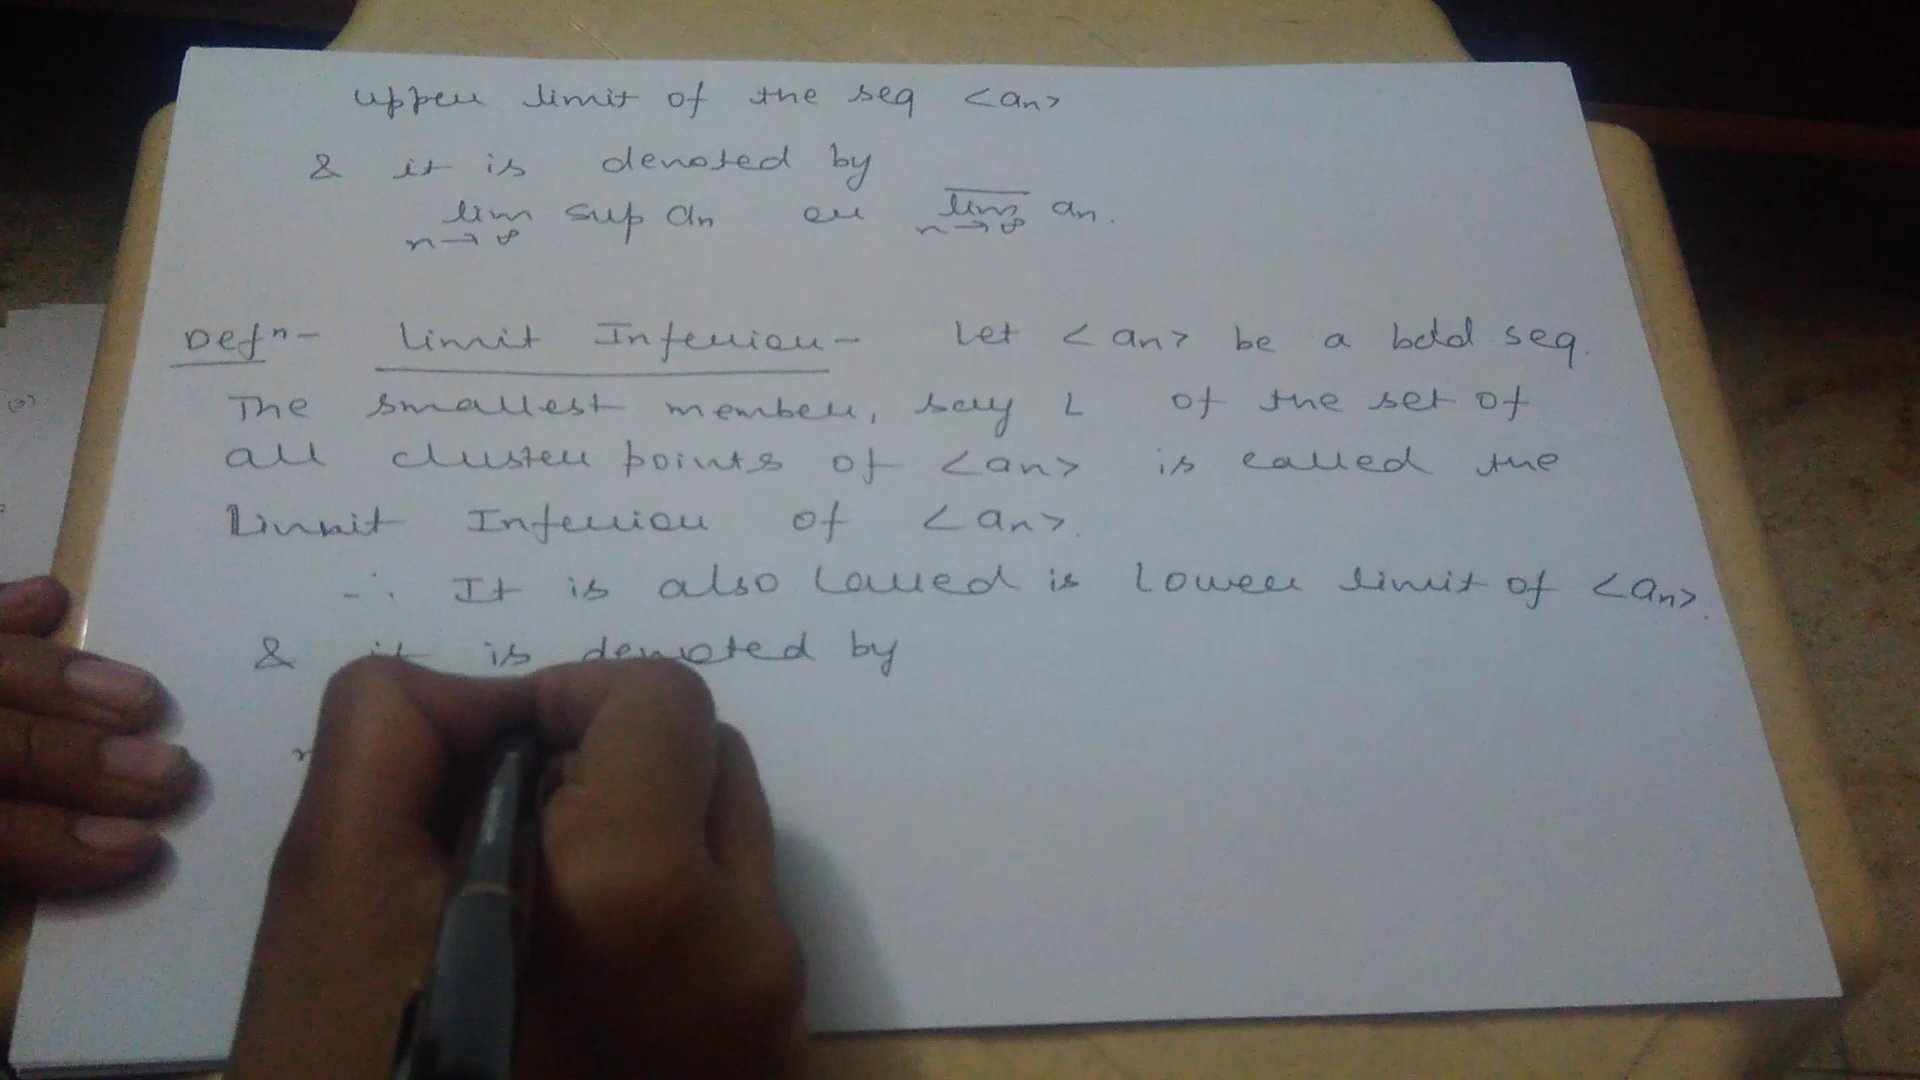 upper limit of the seq <an>
& it is denoted by
lim sup an or lim an.
n→∞ n→∞
Defn- Limit Inferior- Let <an> be a bdd seq.
The smallest member, say L of the set of
all cluster points of <an> is called the
Limit Inferior of <an>.
∴ It is also called is lower limit of <an>.
& it is denoted by
n